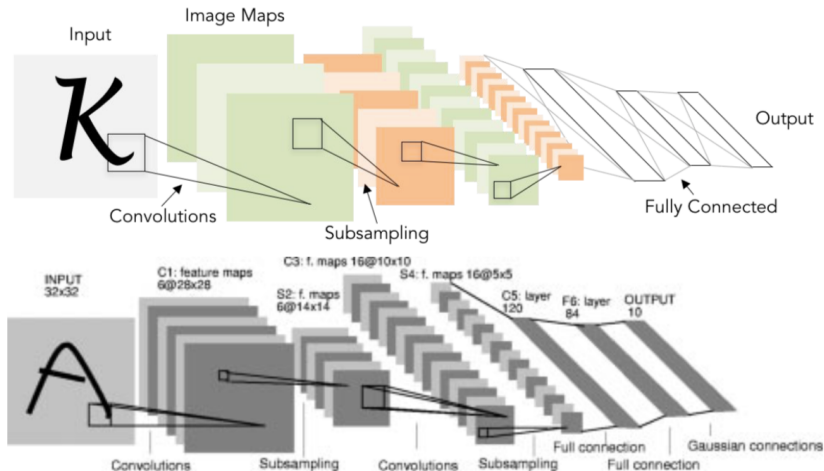 Image Maps
Input
Output
Convolutions
Subsampling
Fully Connected
K
INPUT
32x32
C1: feature maps
6@28x28
C3: f. maps 16@10x10
S2: f. maps
6@14x14
S4: f. maps 16@5x5
C5: layer
120
F6: layer
84
OUTPUT
10
A
Convolutions
Subsampling
Convolutions
Subsampling
Full connection
Full connection
Gaussian connections